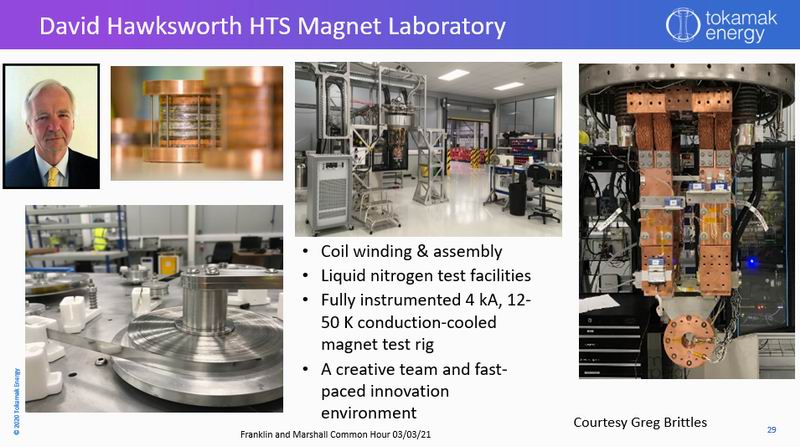 David Hawksworth HTS Magnet Laboratory
tokamak
energy
• Coil winding & assembly
• Liquid nitrogen test facilities
• Fully instrumented 4 kA, 12-
50 K conduction-cooled
magnet test rig
• A creative team and fast-
paced innovation
environment
Courtesy Greg Brittles
© 2020 Tokamak Energy
Franklin and Marshall Common Hour 03/03/21
29